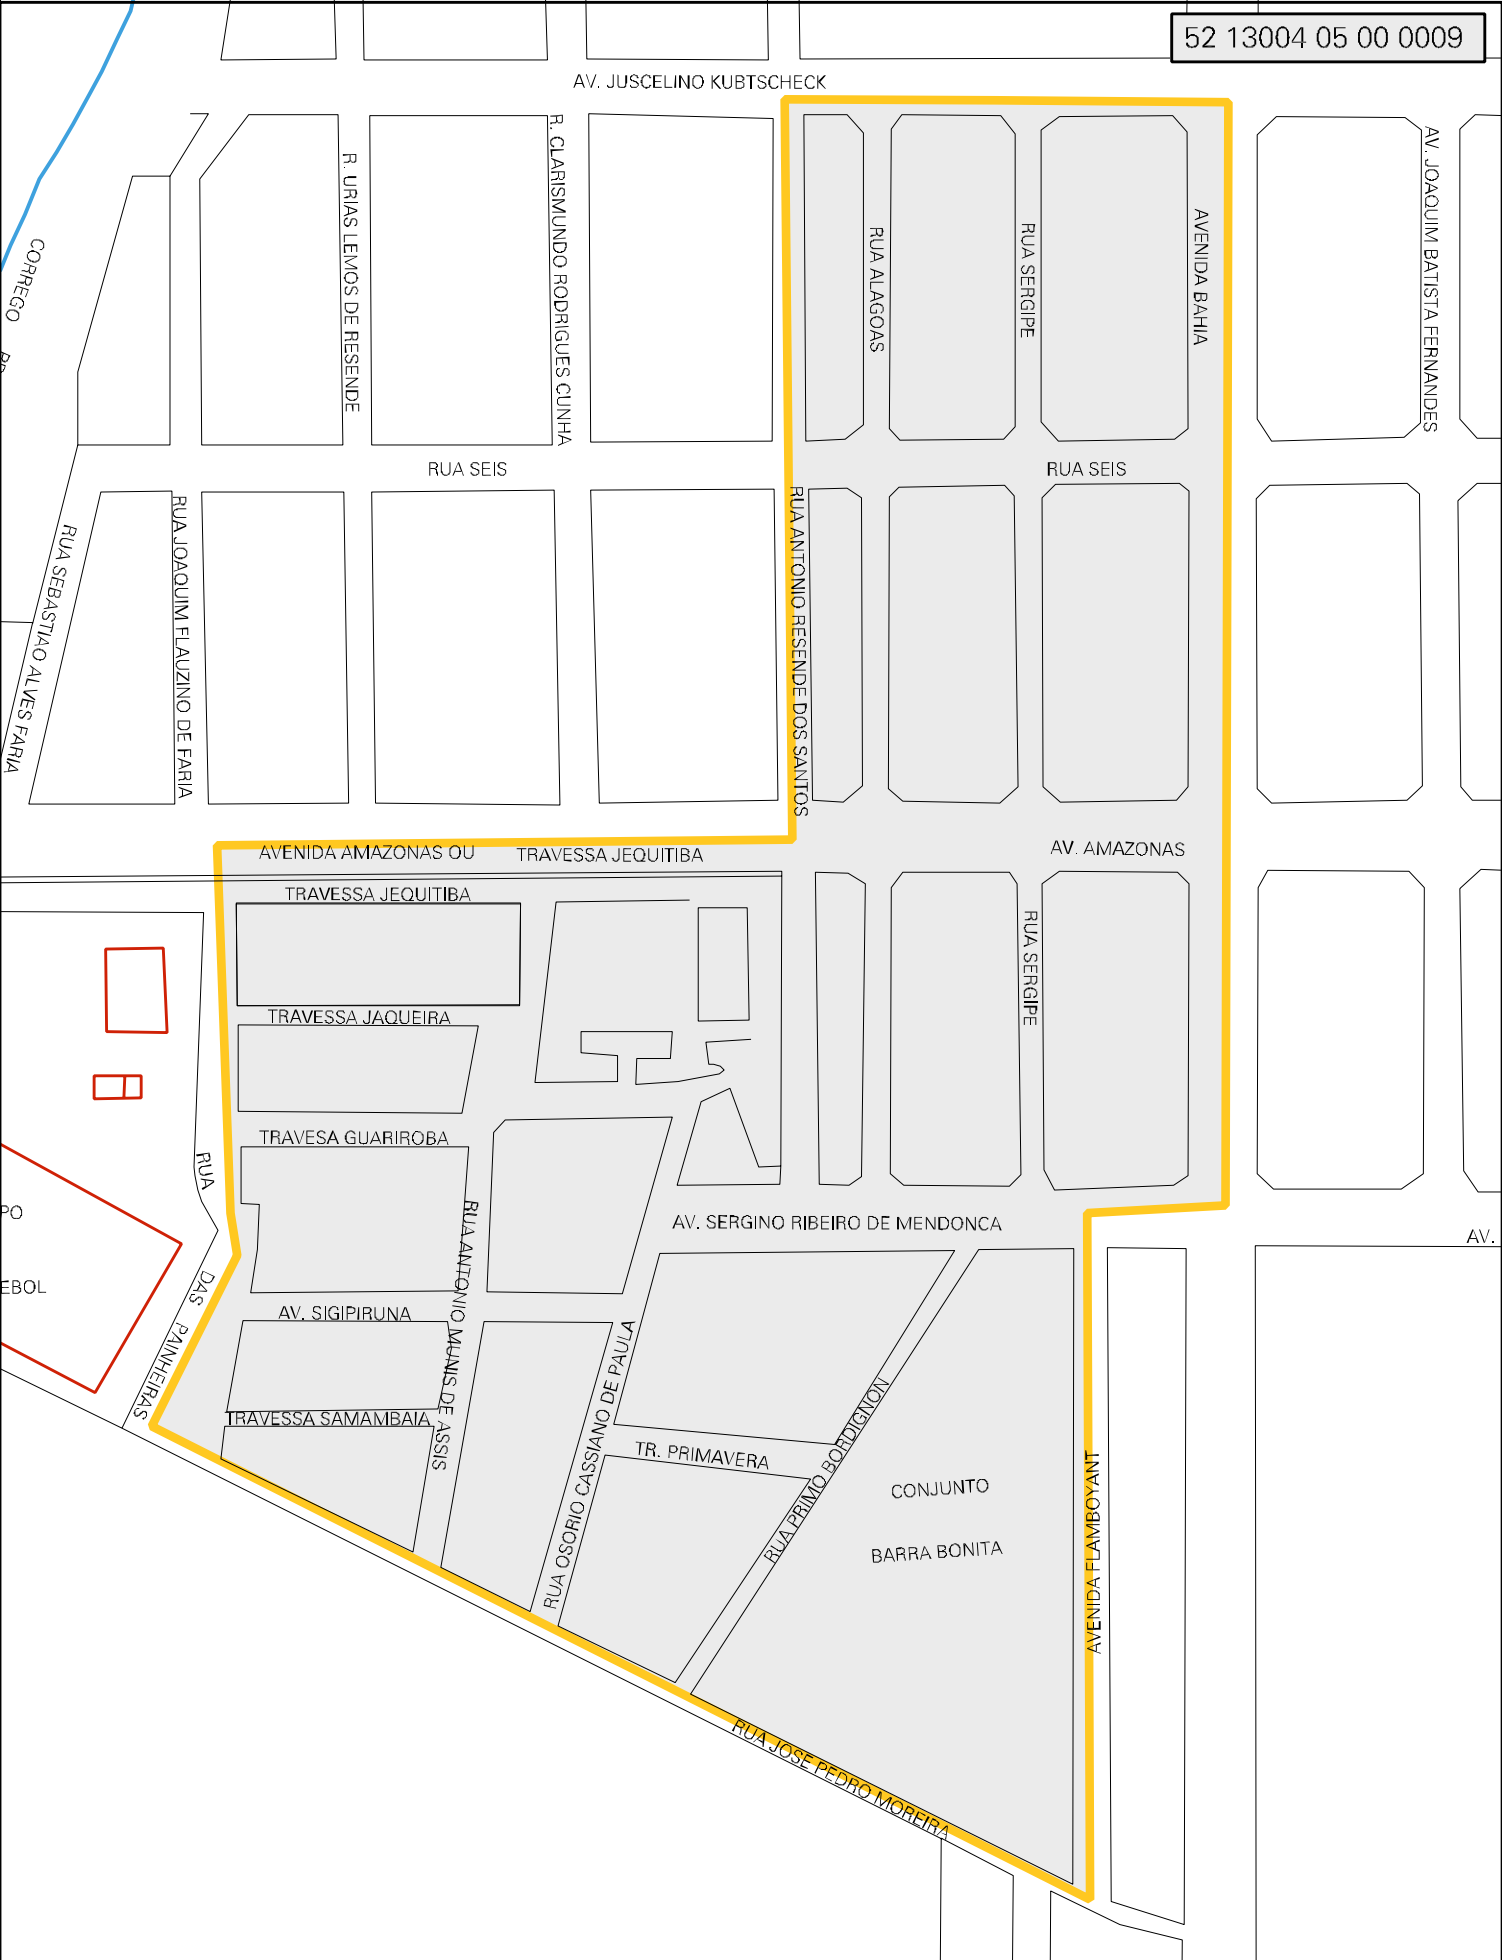 52 13004 05 00 0009
AV. JUSCELINO KUBTSCHECK
R. URIAS LEMOS DE RESENDE
R. CLARISMUNDO RODRIGUES CUNHA
RUA ALAGOAS
RUA SERGIPE
AVENIDA BAHIA
AV. JOAQUIM BATISTA FERNANDES
CORREGO
RUA SEIS
RUA SEIS
RUA SEBASTIAO ALVES FARIA
RUA JOAQUIM FLAUZINO DE FARIA
RUA ANTONIO RESENDE DOS SANTOS
AVENIDA AMAZONAS OU
TRAVESSA JEQUITIBA
AV. AMAZONAS
TRAVESSA JEQUITIBA
RUA SERGIPE
TRAVESSA JAQUEIRA
TRAVESA GUARIROBA
RUA DAS PAINHEIRAS
PO
EBOL
RUA ANTONIO MUNIS DE ASSIS
AV. SERGINO RIBEIRO DE MENDONCA
AV.
AV. SIGIPIRUNA
RUA OSORIO CASSIANO DE PAULA
TRAVESSA SAMAMBAIA
TR. PRIMAVERA
RUA PRIMO BORDIGNON
CONJUNTO
BARRA BONITA
AVENIDA FLAMBOYANT
RUA JOSE PEDRO MOREIRA